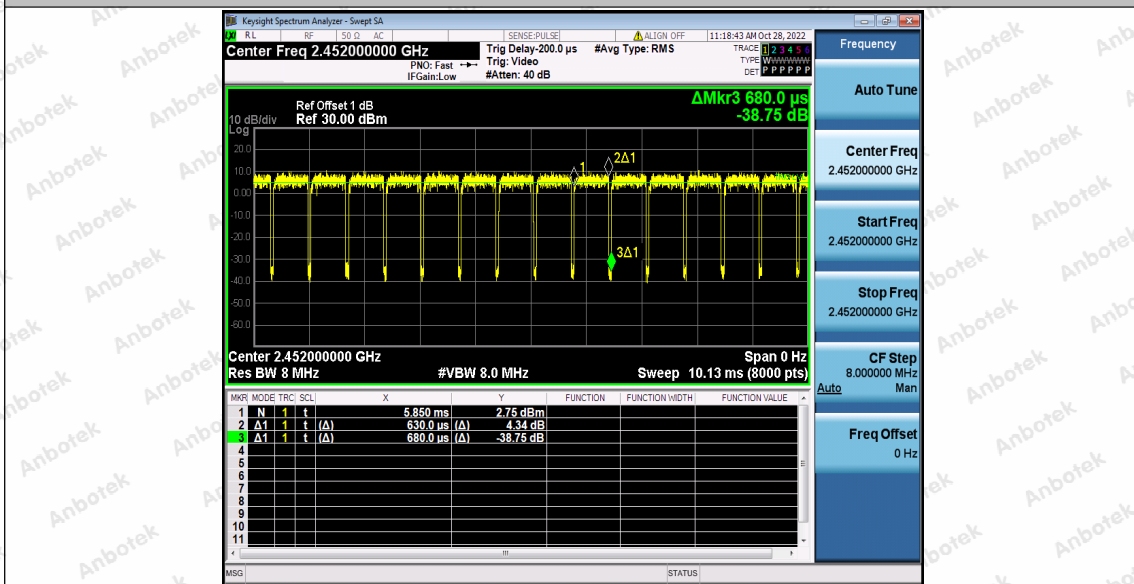 Keysight Spectrum Analyzer - Swept SA
RL RF 50 Ω AC SENSE:PULSE ALIGN OFF 11:18:43 AM Oct 28, 2022
Center Freq 2.452000000 GHz
PNO: Fast
IFGain:Low
Trig Delay-200.0 µs
Trig: Video
#Atten: 40 dB
#Avg Type: RMS
TRACE 1 2 3 4 5 6
TYPE WWWWWW
DET P P P P P P
Ref Offset 1 dB
Ref 30.00 dBm
10 dB/div
Log
ΔMkr3 680.0 µs
-38.75 dB
20.0
10.0
0.00
-10.0
-20.0
-30.0
-40.0
-50.0
-60.0
1
2Δ1
3Δ1
Center 2.452000000 GHz Span 0 Hz
Res BW 8 MHz #VBW 8.0 MHz Sweep 10.13 ms (8000 pts)
MKR MODE TRC SCL X Y FUNCTION FUNCTION WIDTH FUNCTION VALUE
1 N 1 t 5.850 ms 2.75 dBm
2 Δ1 1 t (Δ) 630.0 µs (Δ) 4.34 dB
3 Δ1 1 t (Δ) 680.0 µs (Δ) -38.75 dB
4
5
6
7
8
9
10
11
MSG STATUS
Frequency
Auto Tune
Center Freq
2.452000000 GHz
Start Freq
2.452000000 GHz
Stop Freq
2.452000000 GHz
CF Step
8.000000 MHz
Auto Man
Freq Offset
0 Hz
Anbotek